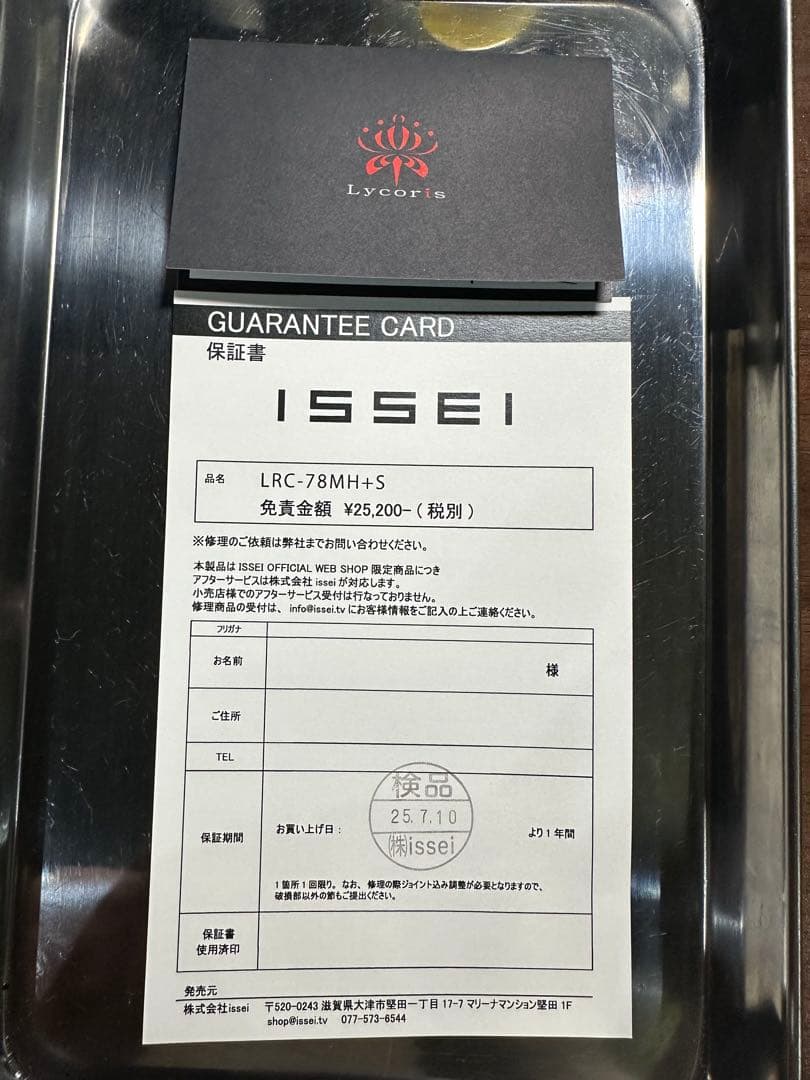 Lycoris
GUARANTEE CARD
保証書
ISSEI
品名 LRC-78MH+S
免責金額 ¥25,200-(税別)
※修理のご依頼は弊社までお問い合わせください。
本製品は ISSEI OFFICIAL WEB SHOP 限定商品につき
アフターサービスは株式会社 issei が対応します。
小売店様でのアフターサービス受付は行なっておりません。
修理商品の受付は、 info@issei.tv にお客様情報をご記入の上ご連絡ください。
フリガナ
お名前 様
ご住所
TEL
検品
25.7.10
㈱issei
保証期間 お買い上げ日: より1年間
1箇所1回限り。なお、修理の際ジョイント込み調整が必要となりますので、
破損部以外の節もご提出ください。
保証書
使用済印
発売元
株式会社issei 〒520-0243 滋賀県大津市堅田一丁目17-7 マリーナマンション堅田 1F
shop@issei.tv 077-573-6544